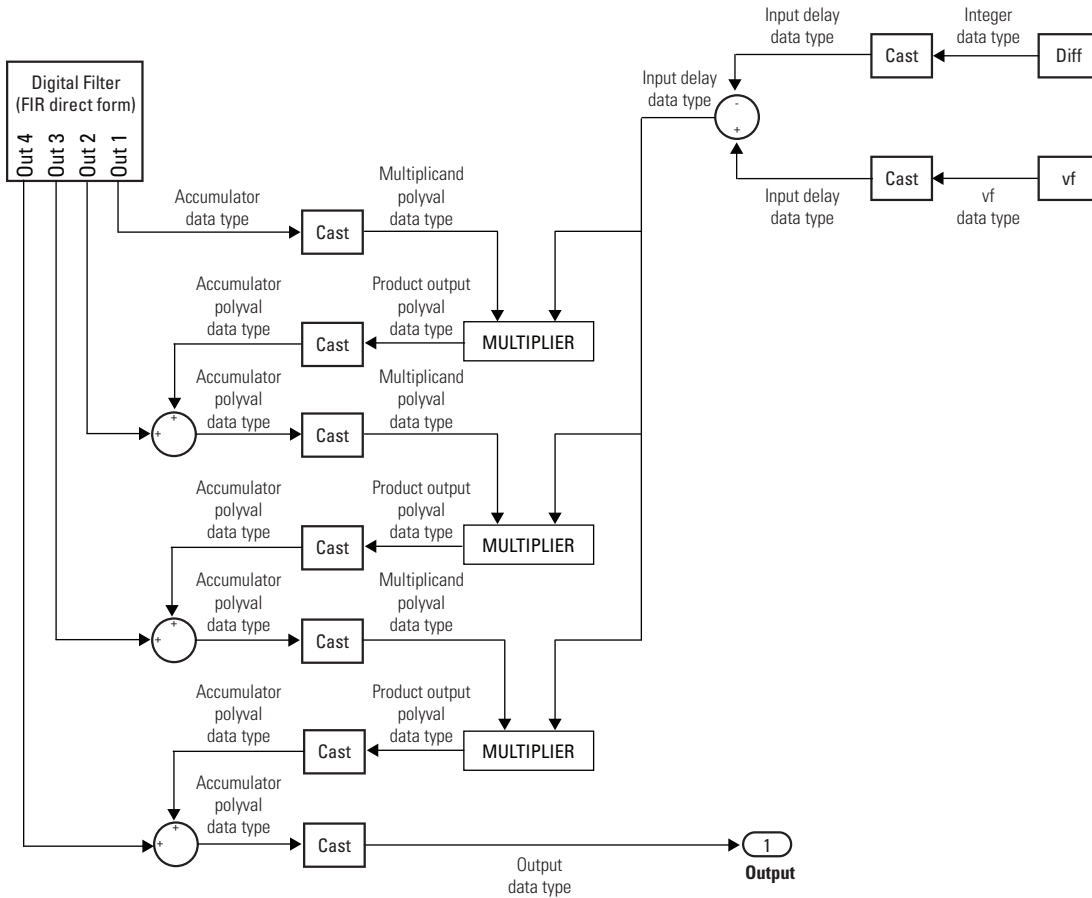 Input delay
data type
Cast
Integer
data type
Diff
Digital Filter
(FIR direct form)
Out 4
Out 3
Out 2
Out 1
Input delay
data type
-
+
Input delay
data type
Cast
vf
data type
vf
Accumulator
data type
Cast
Multiplicand
polyval
data type
Accumulator
polyval
data type
Cast
Product output
polyval
data type
MULTIPLIER
+
+
Accumulator
polyval
data type
Cast
Multiplicand
polyval
data type
Accumulator
polyval
data type
Cast
Product output
polyval
data type
MULTIPLIER
+
+
Accumulator
polyval
data type
Cast
Multiplicand
polyval
data type
Accumulator
polyval
data type
Cast
Product output
polyval
data type
MULTIPLIER
+
+
Accumulator
polyval
data type
Cast
Output
data type
1
Output